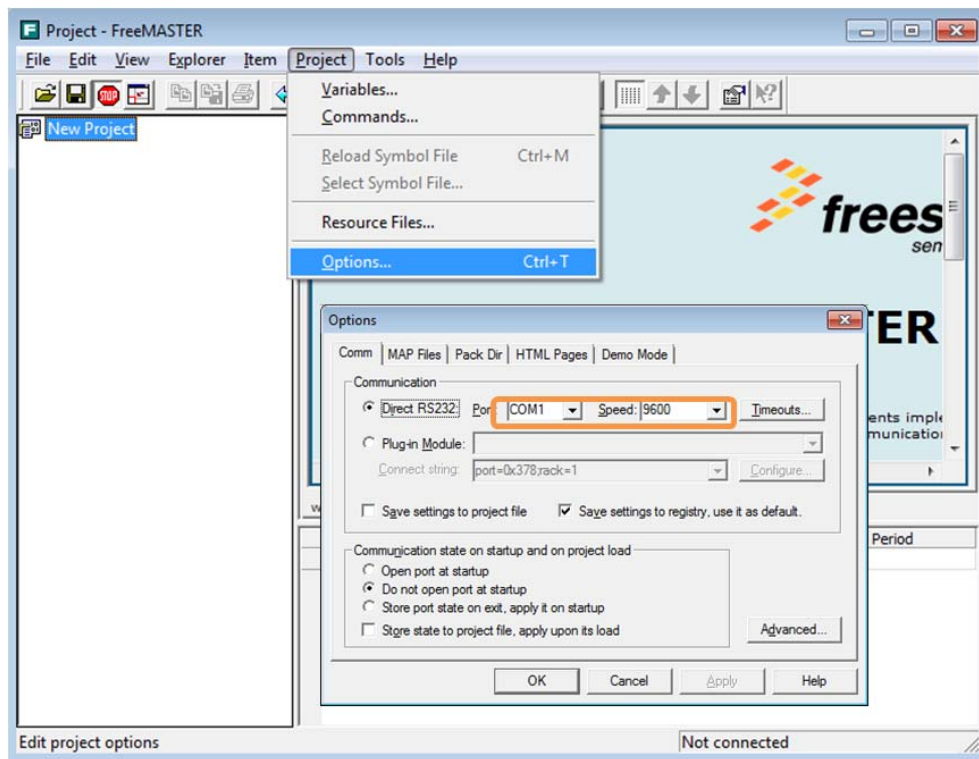 Project - FreeMASTER
File Edit View Explorer Item Project Tools Help
STOP
Variables...
Commands...
Reload Symbol File Ctrl+M
Select Symbol File...
Resource Files...
Options... Ctrl+T
New Project
frees
sen
TER
Options
Comm MAP Files Pack Dir HTML Pages Demo Mode
Communication
Direct RS232: Port: COM1 Speed: 9600 Timeouts...
Plug-in Module:
Connect string: port=0x378;rack=1 Configure...
Save settings to project file Save settings to registry, use it as default.
ents imple
municatio
w
Period
Communication state on startup and on project load
Open port at startup
Do not open port at startup
Store port state on exit, apply it on startup
Store state to project file, apply upon its load
Advanced...
OK Cancel Apply Help
Edit project options Not connected